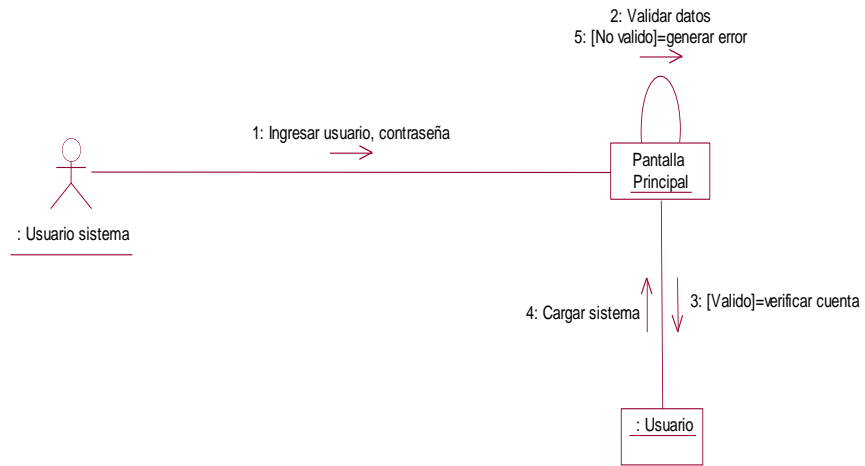 2: Validar datos
5: [No valido]=generar error
1: Ingresar usuario, contraseña
Pantalla
Principal
: Usuario sistema
4: Cargar sistema
3: [Valido]=verificar cuenta
: Usuario